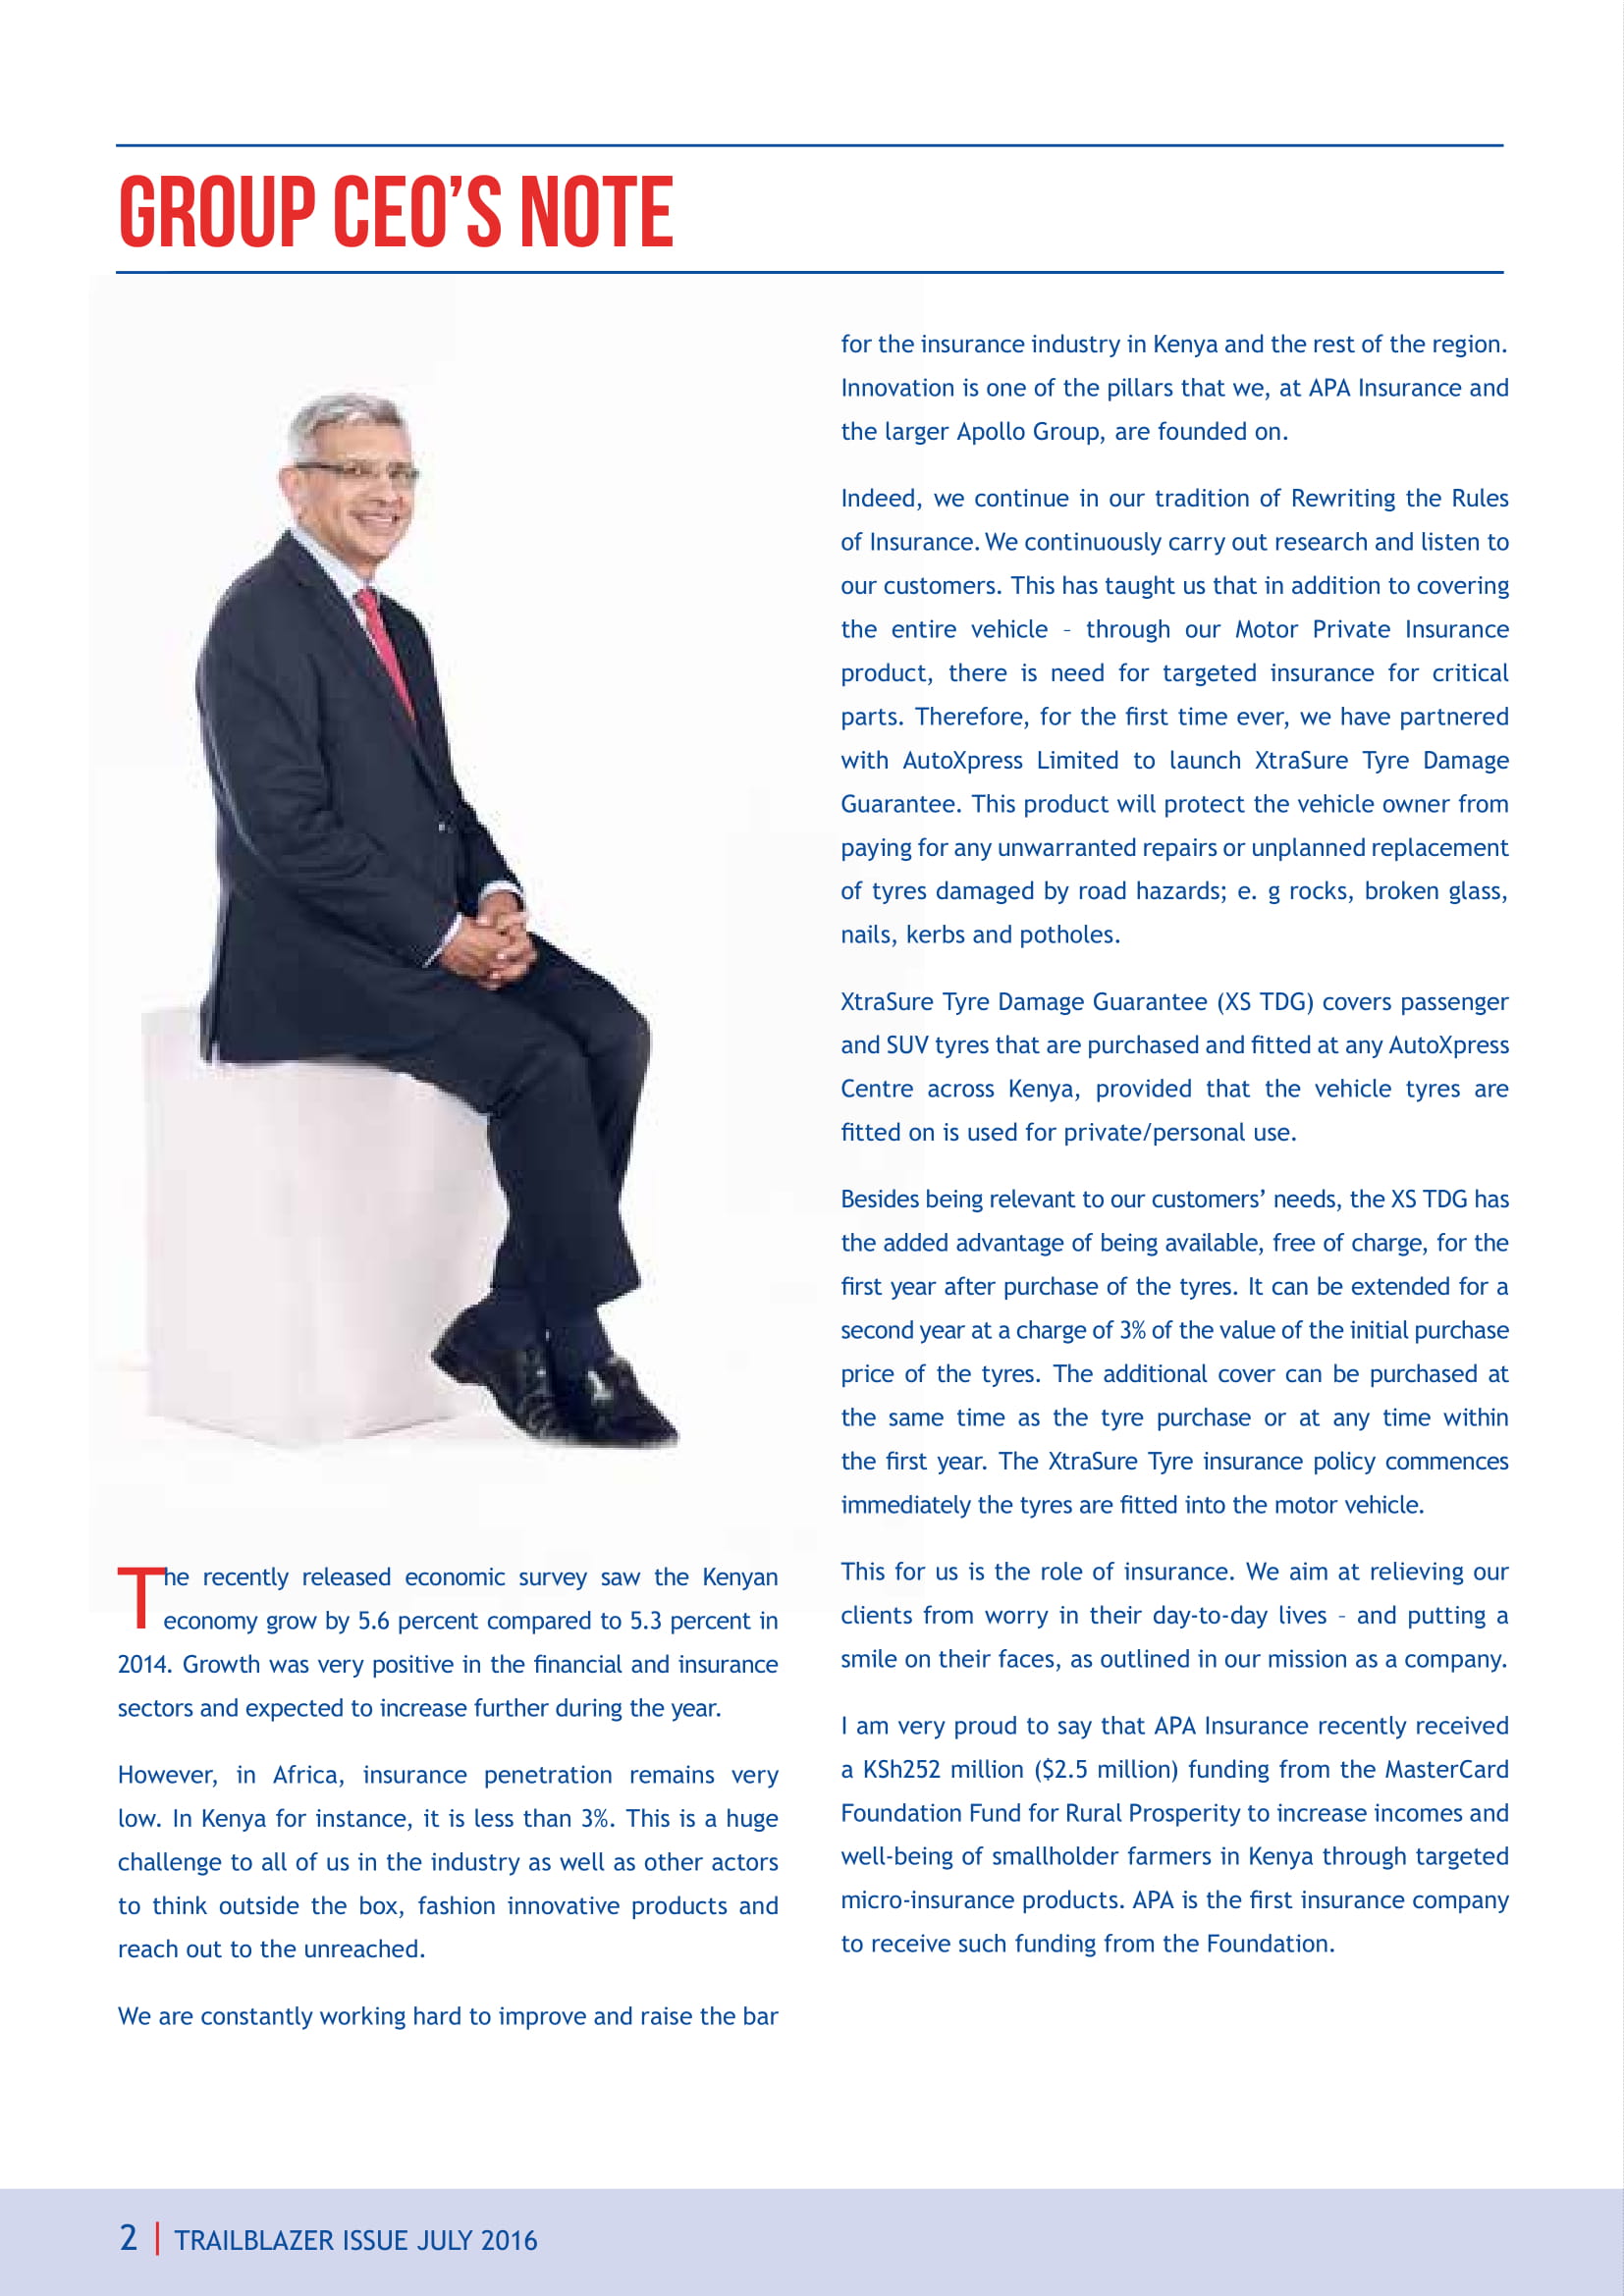 GROUP CEO’S NOTE
The recently released economic survey saw the Kenyan
economy grow by 5.6 percent compared to 5.3 percent in
2014. Growth was very positive in the financial and insurance
sectors and expected to increase further during the year.
However, in Africa, insurance penetration remains very
low. In Kenya for instance, it is less than 3%. This is a huge
challenge to all of us in the industry as well as other actors
to think outside the box, fashion innovative products and
reach out to the unreached.
We are constantly working hard to improve and raise the bar
for the insurance industry in Kenya and the rest of the region.
Innovation is one of the pillars that we, at APA Insurance and
the larger Apollo Group, are founded on.
Indeed, we continue in our tradition of Rewriting the Rules
of Insurance. We continuously carry out research and listen to
our customers. This has taught us that in addition to covering
the entire vehicle – through our Motor Private Insurance
product, there is need for targeted insurance for critical
parts. Therefore, for the first time ever, we have partnered
with AutoXpress Limited to launch XtraSure Tyre Damage
Guarantee. This product will protect the vehicle owner from
paying for any unwarranted repairs or unplanned replacement
of tyres damaged by road hazards; e. g rocks, broken glass,
nails, kerbs and potholes.
XtraSure Tyre Damage Guarantee (XS TDG) covers passenger
and SUV tyres that are purchased and fitted at any AutoXpress
Centre across Kenya, provided that the vehicle tyres are
fitted on is used for private/personal use.
Besides being relevant to our customers’ needs, the XS TDG has
the added advantage of being available, free of charge, for the
first year after purchase of the tyres. It can be extended for a
second year at a charge of 3% of the value of the initial purchase
price of the tyres. The additional cover can be purchased at
the same time as the tyre purchase or at any time within
the first year. The XtraSure Tyre insurance policy commences
immediately the tyres are fitted into the motor vehicle.
This for us is the role of insurance. We aim at relieving our
clients from worry in their day-to-day lives – and putting a
smile on their faces, as outlined in our mission as a company.
I am very proud to say that APA Insurance recently received
a KSh252 million ($2.5 million) funding from the MasterCard
Foundation Fund for Rural Prosperity to increase incomes and
well-being of smallholder farmers in Kenya through targeted
micro-insurance products. APA is the first insurance company
to receive such funding from the Foundation.
2 | TRAILBLAZER ISSUE JULY 2016